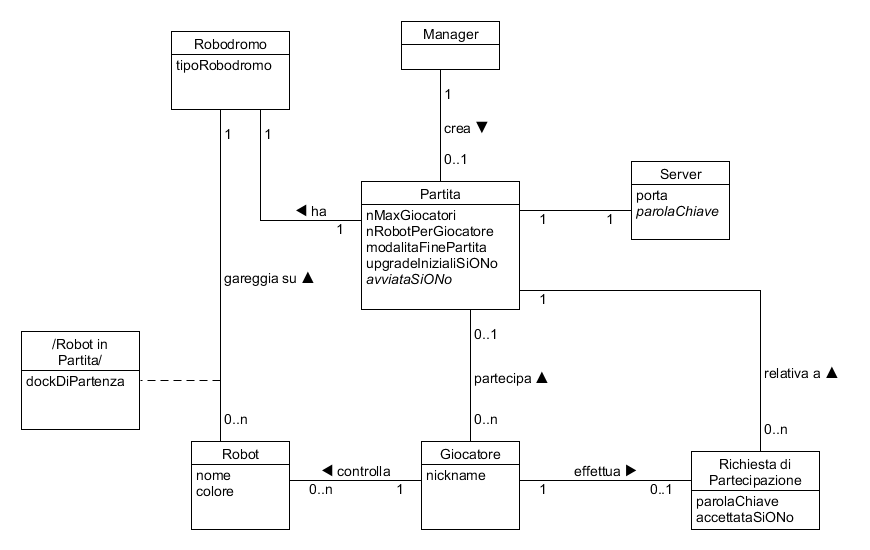 Robodromo
tipoRobodromo
Manager
1
crea ▼
0..1
1
1
Partita
nMaxGiocatori
nRobotPerGiocatore
modalitaFinePartita
upgradeInizialiSiONo
avviataSiONo
◀ ha
1
Server
porta
parolaChiave
1
1
1
gareggia su ▲
0..1
/Robot in
Partita/
dockDiPartenza
partecipa ▲
relativa a ▲
0..n
0..n
0..n
Robot
nome
colore
◀ controlla
0..n
1
Giocatore
nickname
effettua ▶
1
0..1
Richiesta di
Partecipazione
parolaChiave
accettataSiONo